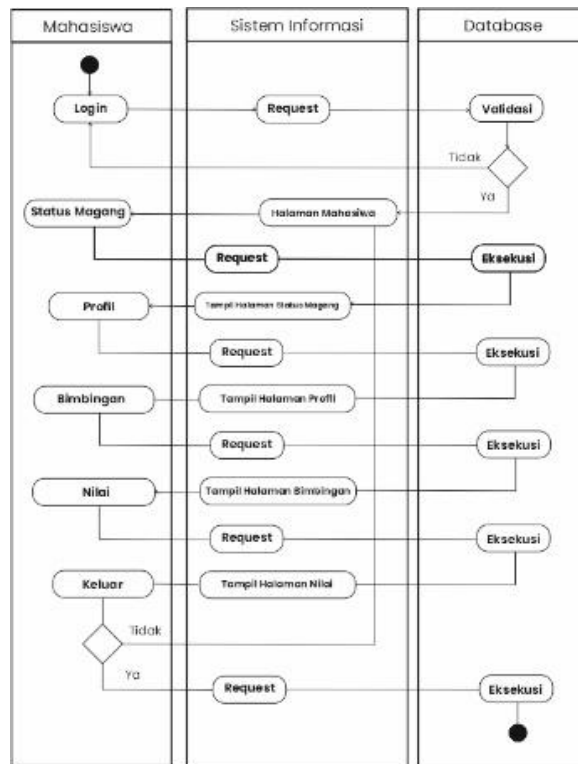 Mahasiswa
Sistem Informasi
Database
Login
Request
Validasi
Tidak
Ya
Status Magang
Halaman Mahasiwa
Request
Eksekusi
Profil
Tampil Halaman Status Magang
Request
Eksekusi
Bimbingan
Tampil Halaman Profil
Request
Eksekusi
Nilai
Tampil Halaman Bimbingan
Request
Eksekusi
Keluar
Tampil Halaman Nilai
Tidak
Ya
Request
Eksekusi